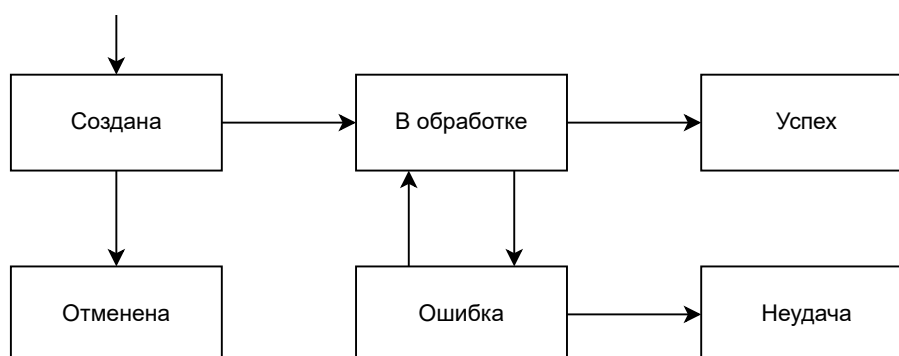 Создана
В обработке
Успех
Отменена
Ошибка
Неудача